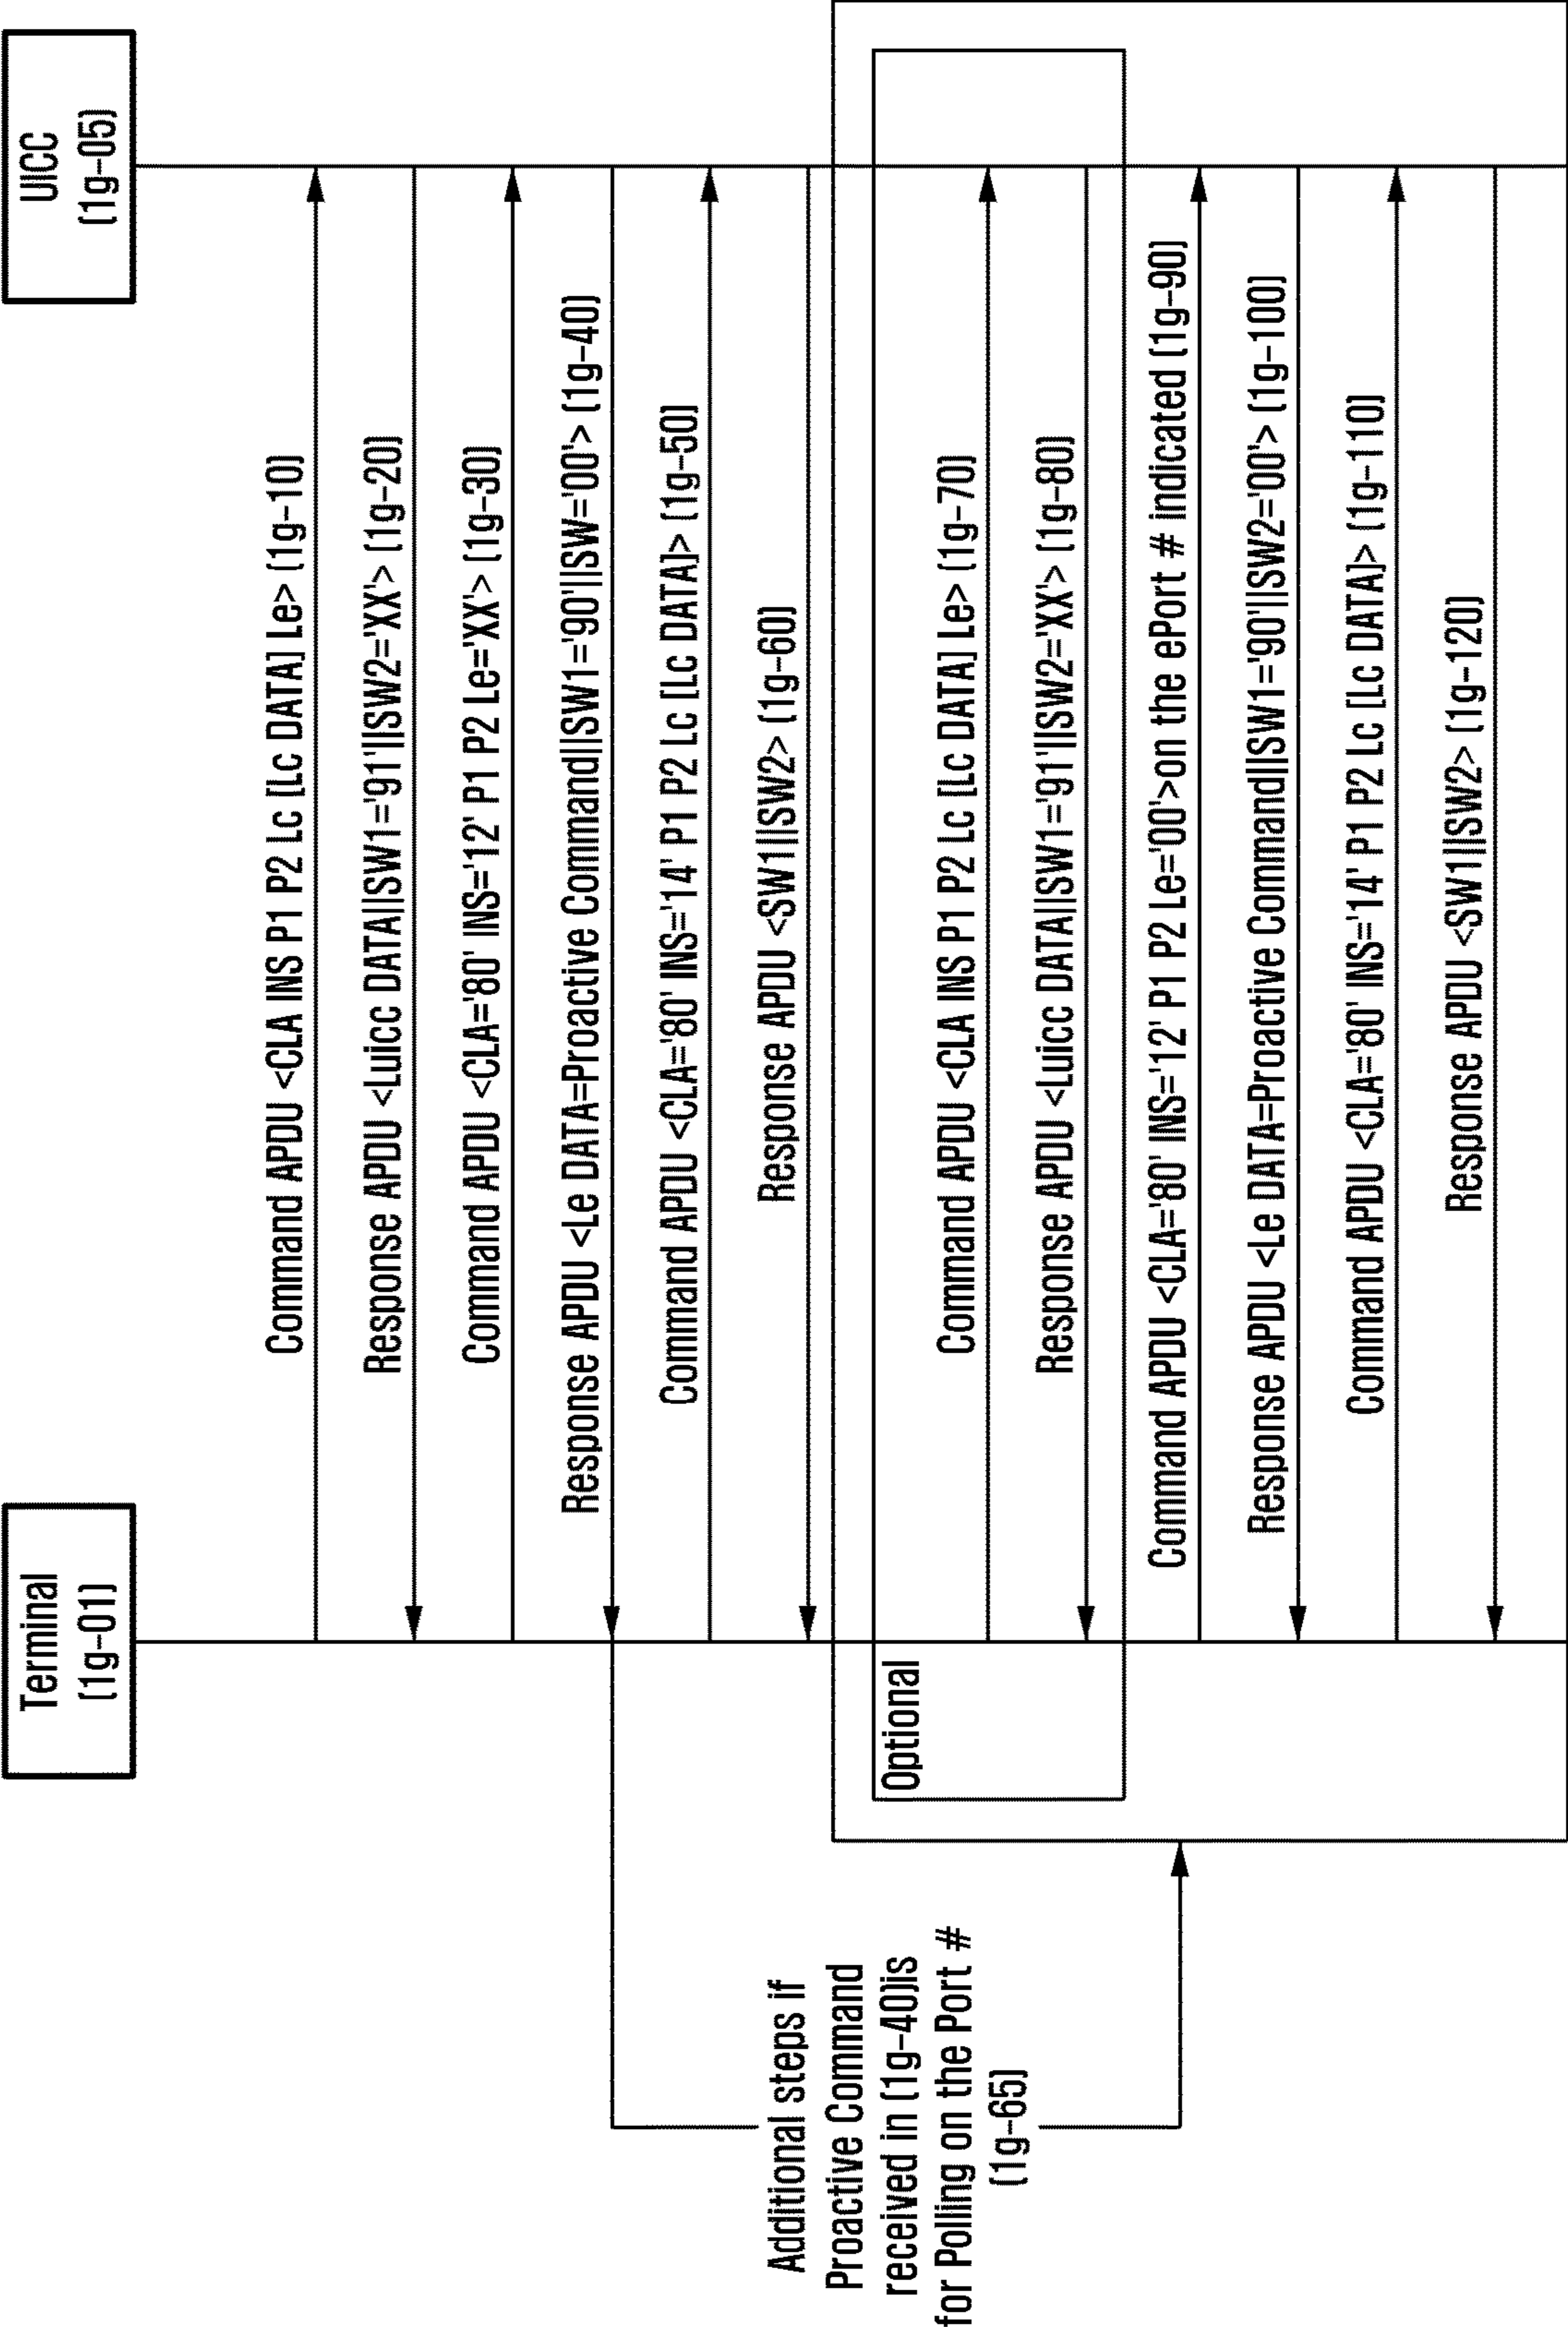 Terminal
(1g-01)
UICC
(1g-05)
Command APDU <CLA INS P1 P2 Lc [Lc DATA] Le> (1g-10)
Response APDU <Luicc DATA||SW1='91'||SW2='XX'> (1g-20)
Command APDU <CLA='80' INS='12' P1 P2 Le='XX'> (1g-30)
Response APDU <Le DATA=Proactive Command||SW1='90'||SW='00'> (1g-40)
Command APDU <CLA='80' INS='14' P1 P2 Lc [Lc DATA]> (1g-50)
Response APDU <SW1||SW2> (1g-60)
Additional steps if
Proactive Command
received in (1g-40)is
for Polling on the Port #
(1g-65)
Optional
Command APDU <CLA INS P1 P2 Lc [Lc DATA] Le> (1g-70)
Response APDU <Luicc DATA||SW1='91'||SW2='XX'> (1g-80)
Command APDU <CLA='80' INS='12' P1 P2 Le='00'>on the ePort # indicated (1g-90)
Response APDU <Le DATA=Proactive Command||SW1='90'||SW2='00'> (1g-100)
Command APDU <CLA='80' INS='14' P1 P2 Lc [Lc DATA]> (1g-110)
Response APDU <SW1||SW2> (1g-120)